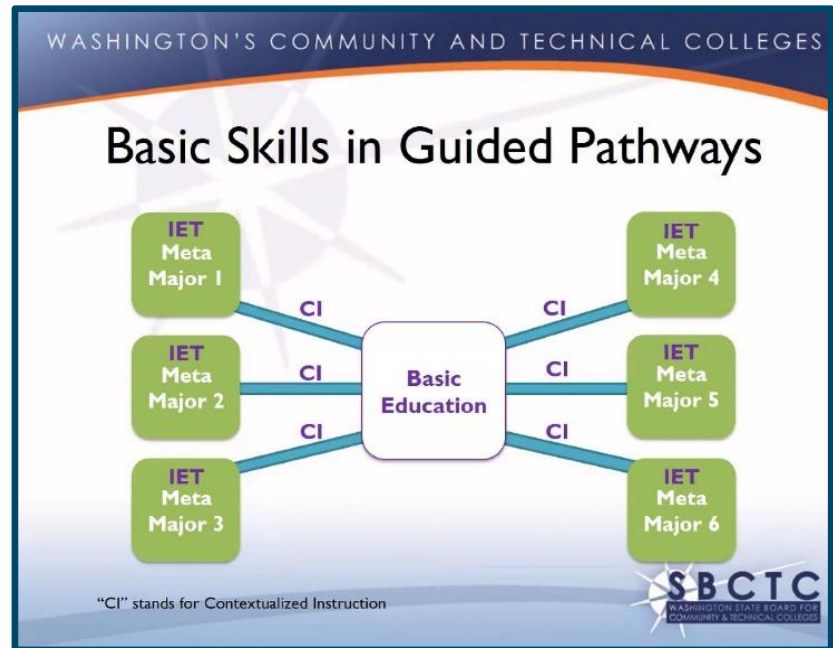 WASHINGTON'S COMMUNITY AND TECHNICAL COLLEGES
Basic Skills in Guided Pathways
IET
Meta
Major 1
IET
Meta
Major 2
IET
Meta
Major 3
CI
CI
CI
Basic
Education
CI
CI
CI
IET
Meta
Major 4
IET
Meta
Major 5
IET
Meta
Major 6
"CI" stands for Contextualized Instruction
SBCTC
WASHINGTON STATE BOARD FOR
COMMUNITY & TECHNICAL COLLEGES